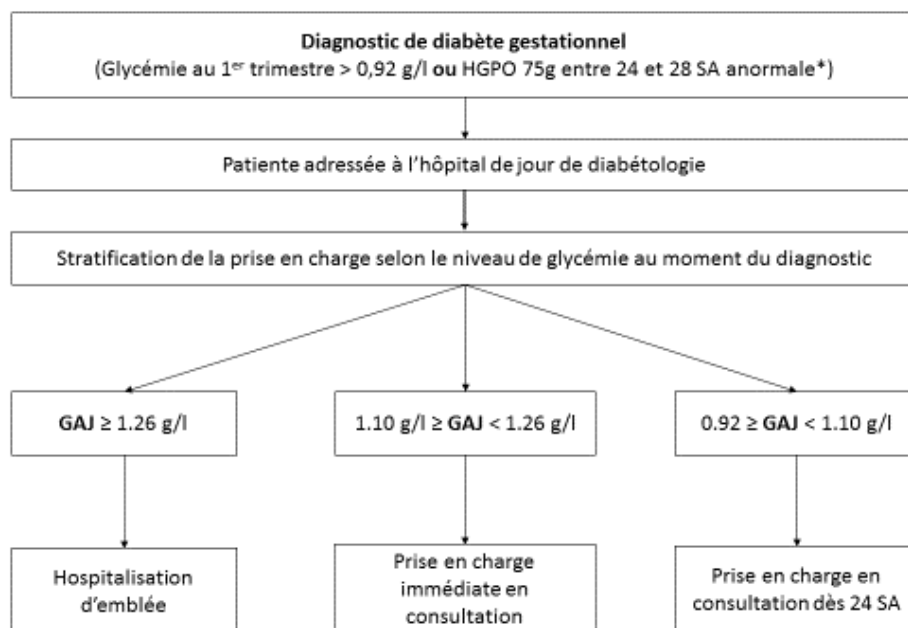 Diagnostic de diabète gestationnel
(Glycémie au 1er trimestre > 0,92 g/l ou HGPO 75g entre 24 et 28 SA anormale*)
Patiente adressée à l'hôpital de jour de diabétologie
Stratification de la prise en charge selon le niveau de glycémie au moment du diagnostic
GAJ ≥ 1.26 g/l
1.10 g/l ≥ GAJ < 1.26 g/l
0.92 ≥ GAJ < 1.10 g/l
Hospitalisation
d'emblée
Prise en charge
immédiate en
consultation
Prise en charge en
consultation dès 24 SA